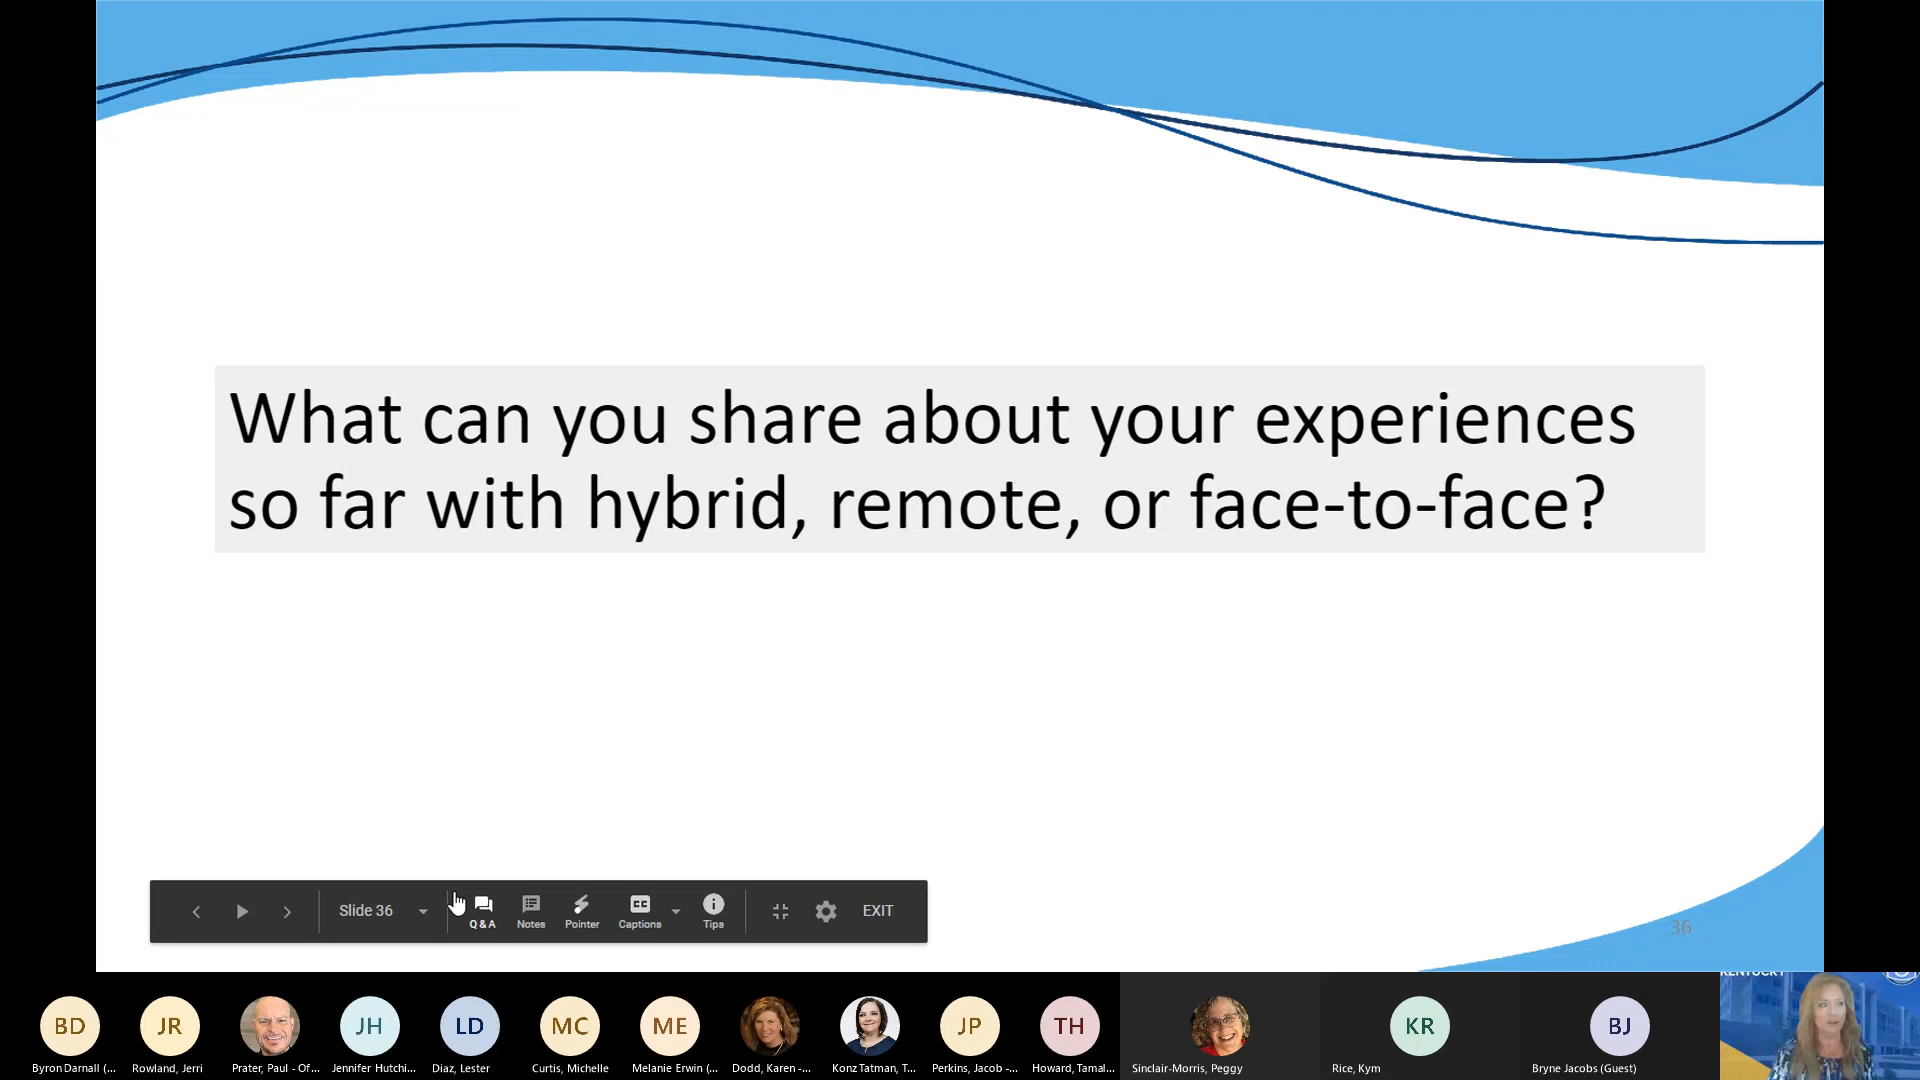 What can you share about your experiences
so far with hybrid, remote, or face-to-face?
Slide 36
Q & A
Notes
Pointer
CC
Captions
Tips
EXIT
36
BD
JR
JH
LD
MC
ME
JP
TH
KR
BJ
KENTUCKY
Byron Darnall (...
Rowland, Jerri
Prater, Paul - Of...
Jennifer Hutchi...
Diaz, Lester
Curtis, Michelle
Melanie Erwin (...
Dodd, Karen -...
Konz Tatman, T...
Perkins, Jacob -...
Howard, Tamal...
Sinclair-Morris, Peggy
Rice, Kym
Bryne Jacobs (Guest)